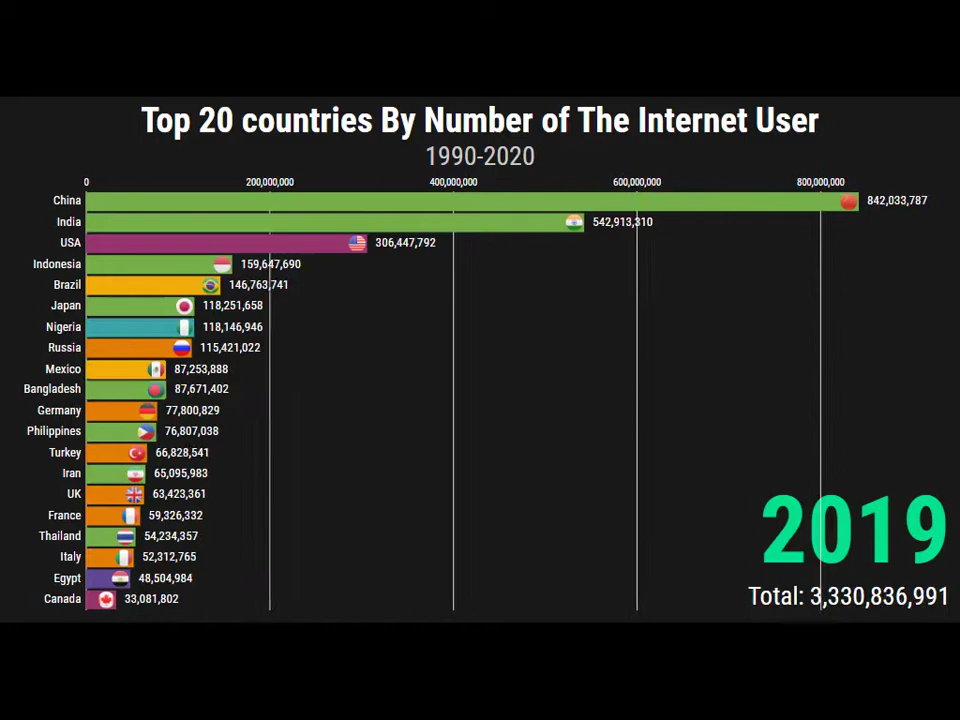 Top 20 countries By Number of The Internet User
1990-2020
0 200,000,000 400,000,000 600,000,000 800,000,000
China 842,033,787
India 542,913,310
USA 306,447,792
Indonesia 159,647,690
Brazil 146,763,741
Japan 118,251,658
Nigeria 118,146,946
Russia 115,421,022
Mexico 87,253,888
Bangladesh 87,671,402
Germany 77,800,829
Philippines 76,807,038
Turkey 66,828,541
Iran 65,095,983
UK 63,423,361
France 59,326,332
Thailand 54,234,357
Italy 52,312,765
Egypt 48,504,984
Canada 33,081,802
2019
Total: 3,330,836,991